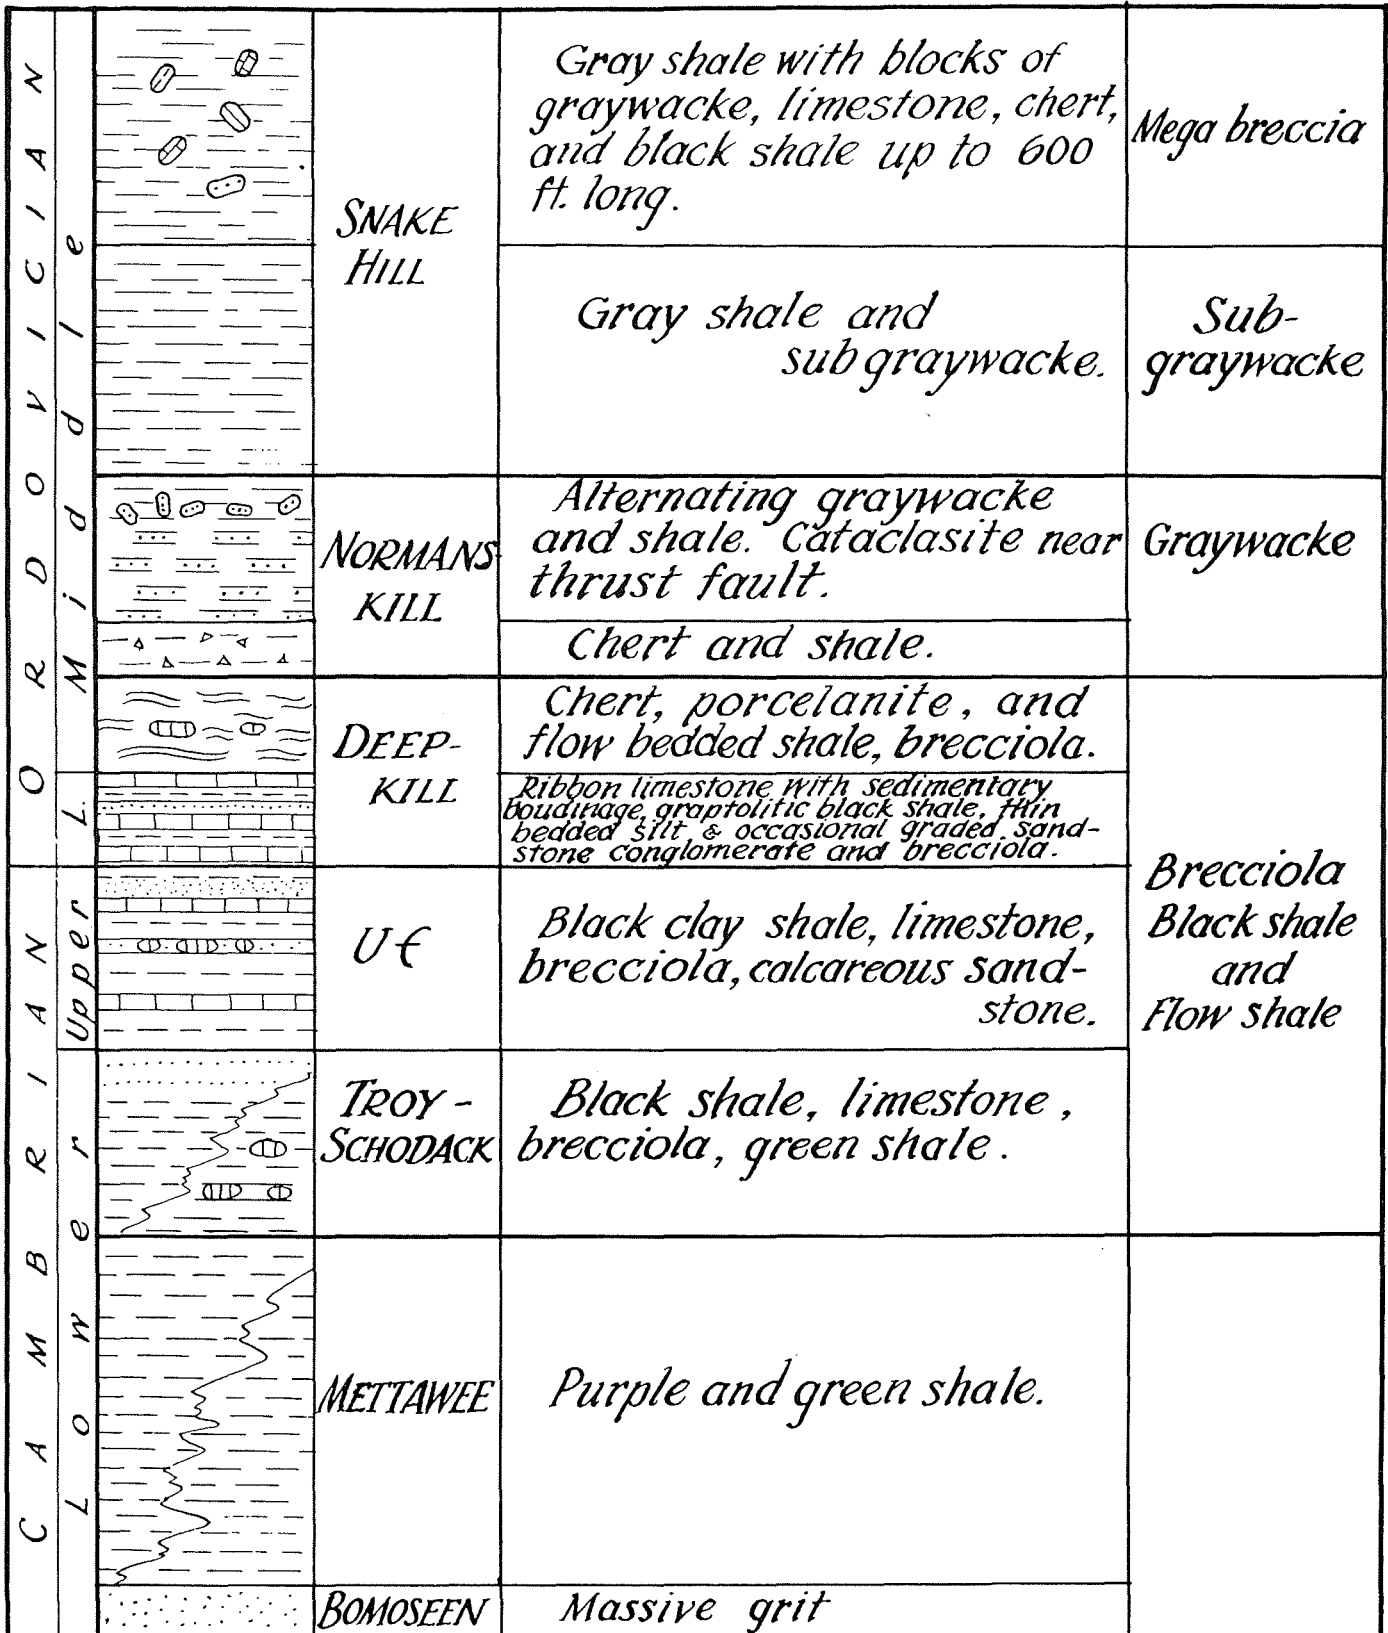 ORDOVICIAN
Middle
SNAKE
HILL
Gray shale with blocks of
graywacke, limestone, chert,
and black shale up to 600
ft. long.
Mega breccia
Gray shale and
subgraywacke.
Sub-
graywacke
NORMANS-
KILL
Alternating graywacke
and shale. Cataclasite near
thrust fault.
Graywacke
Chert and shale.
DEEP-
KILL
Chert, porcelanite, and
flow bedded shale, brecciola.
L.
Ribbon limestone with sedimentary
boudinage, graptolitic black shale, thin
bedded silt & occasional graded sand-
stone conglomerate and brecciola.
Brecciola
Black shale
and
Flow shale
CAMBRIAN
Upper
UЄ
Black clay shale, limestone,
brecciola, calcareous sand-
stone.
Lower
TROY-
SCHODACK
Black shale, limestone,
brecciola, green shale.
METTAWEE
Purple and green shale.
BOMOSEEN
Massive grit